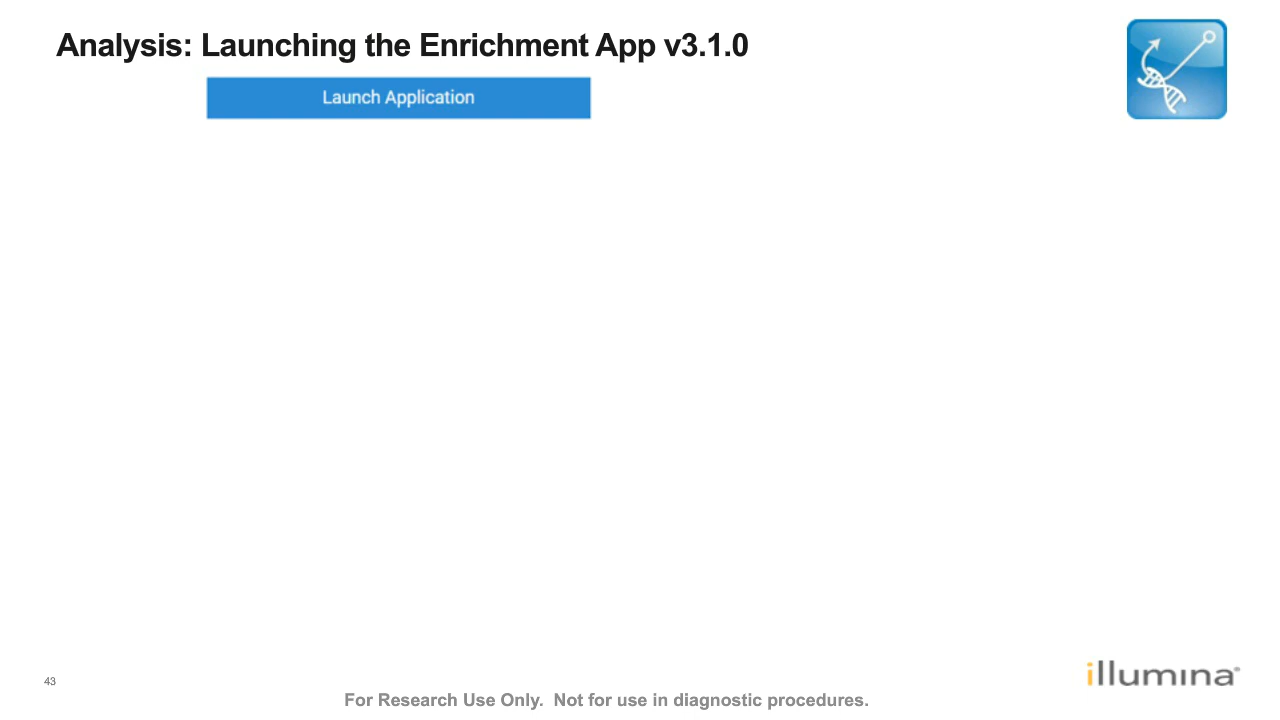 Analysis: Launching the Enrichment App v3.1.0
Launch Application
43
For Research Use Only.  Not for use in diagnostic procedures.
illumina®